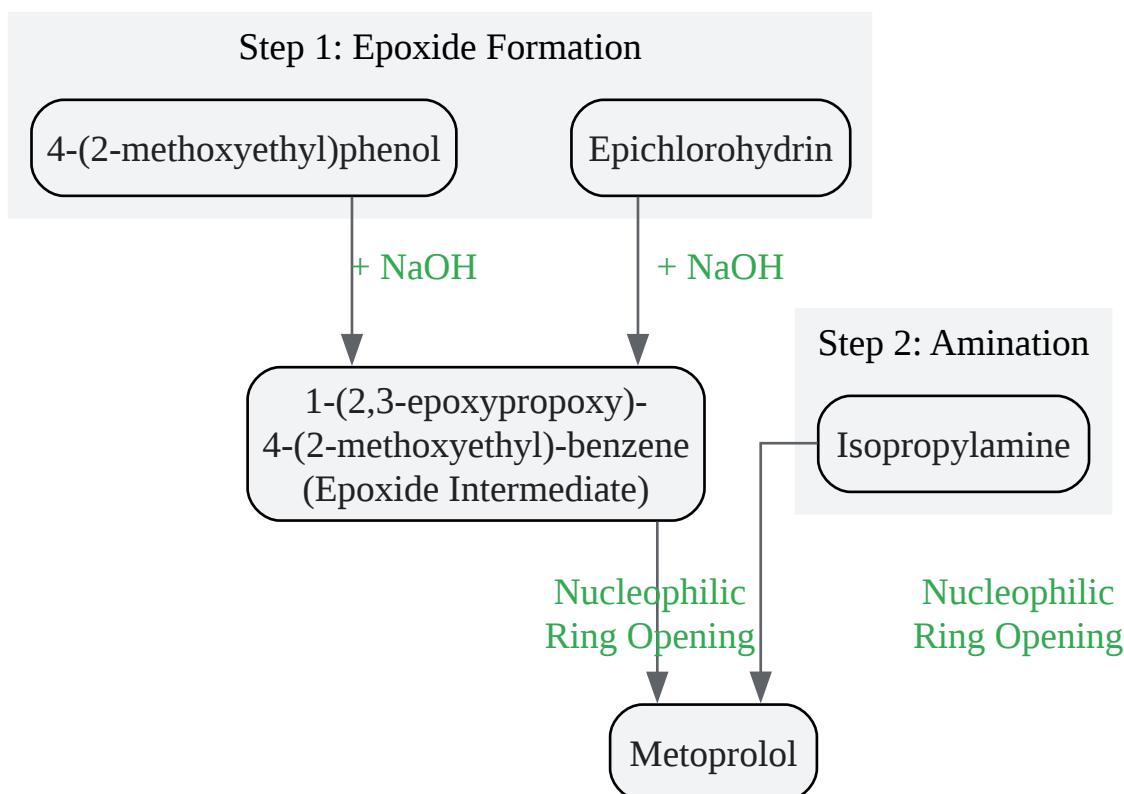 Step 1: Epoxide Formation
4-(2-methoxyethyl)phenol
Epichlorohydrin
+ NaOH
+ NaOH
Step 2: Amination
1-(2,3-epoxypropoxy)-
4-(2-methoxyethyl)-benzene
(Epoxide Intermediate)
Isopropylamine
Nucleophilic
Ring Opening
Nucleophilic
Ring Opening
Metoprolol